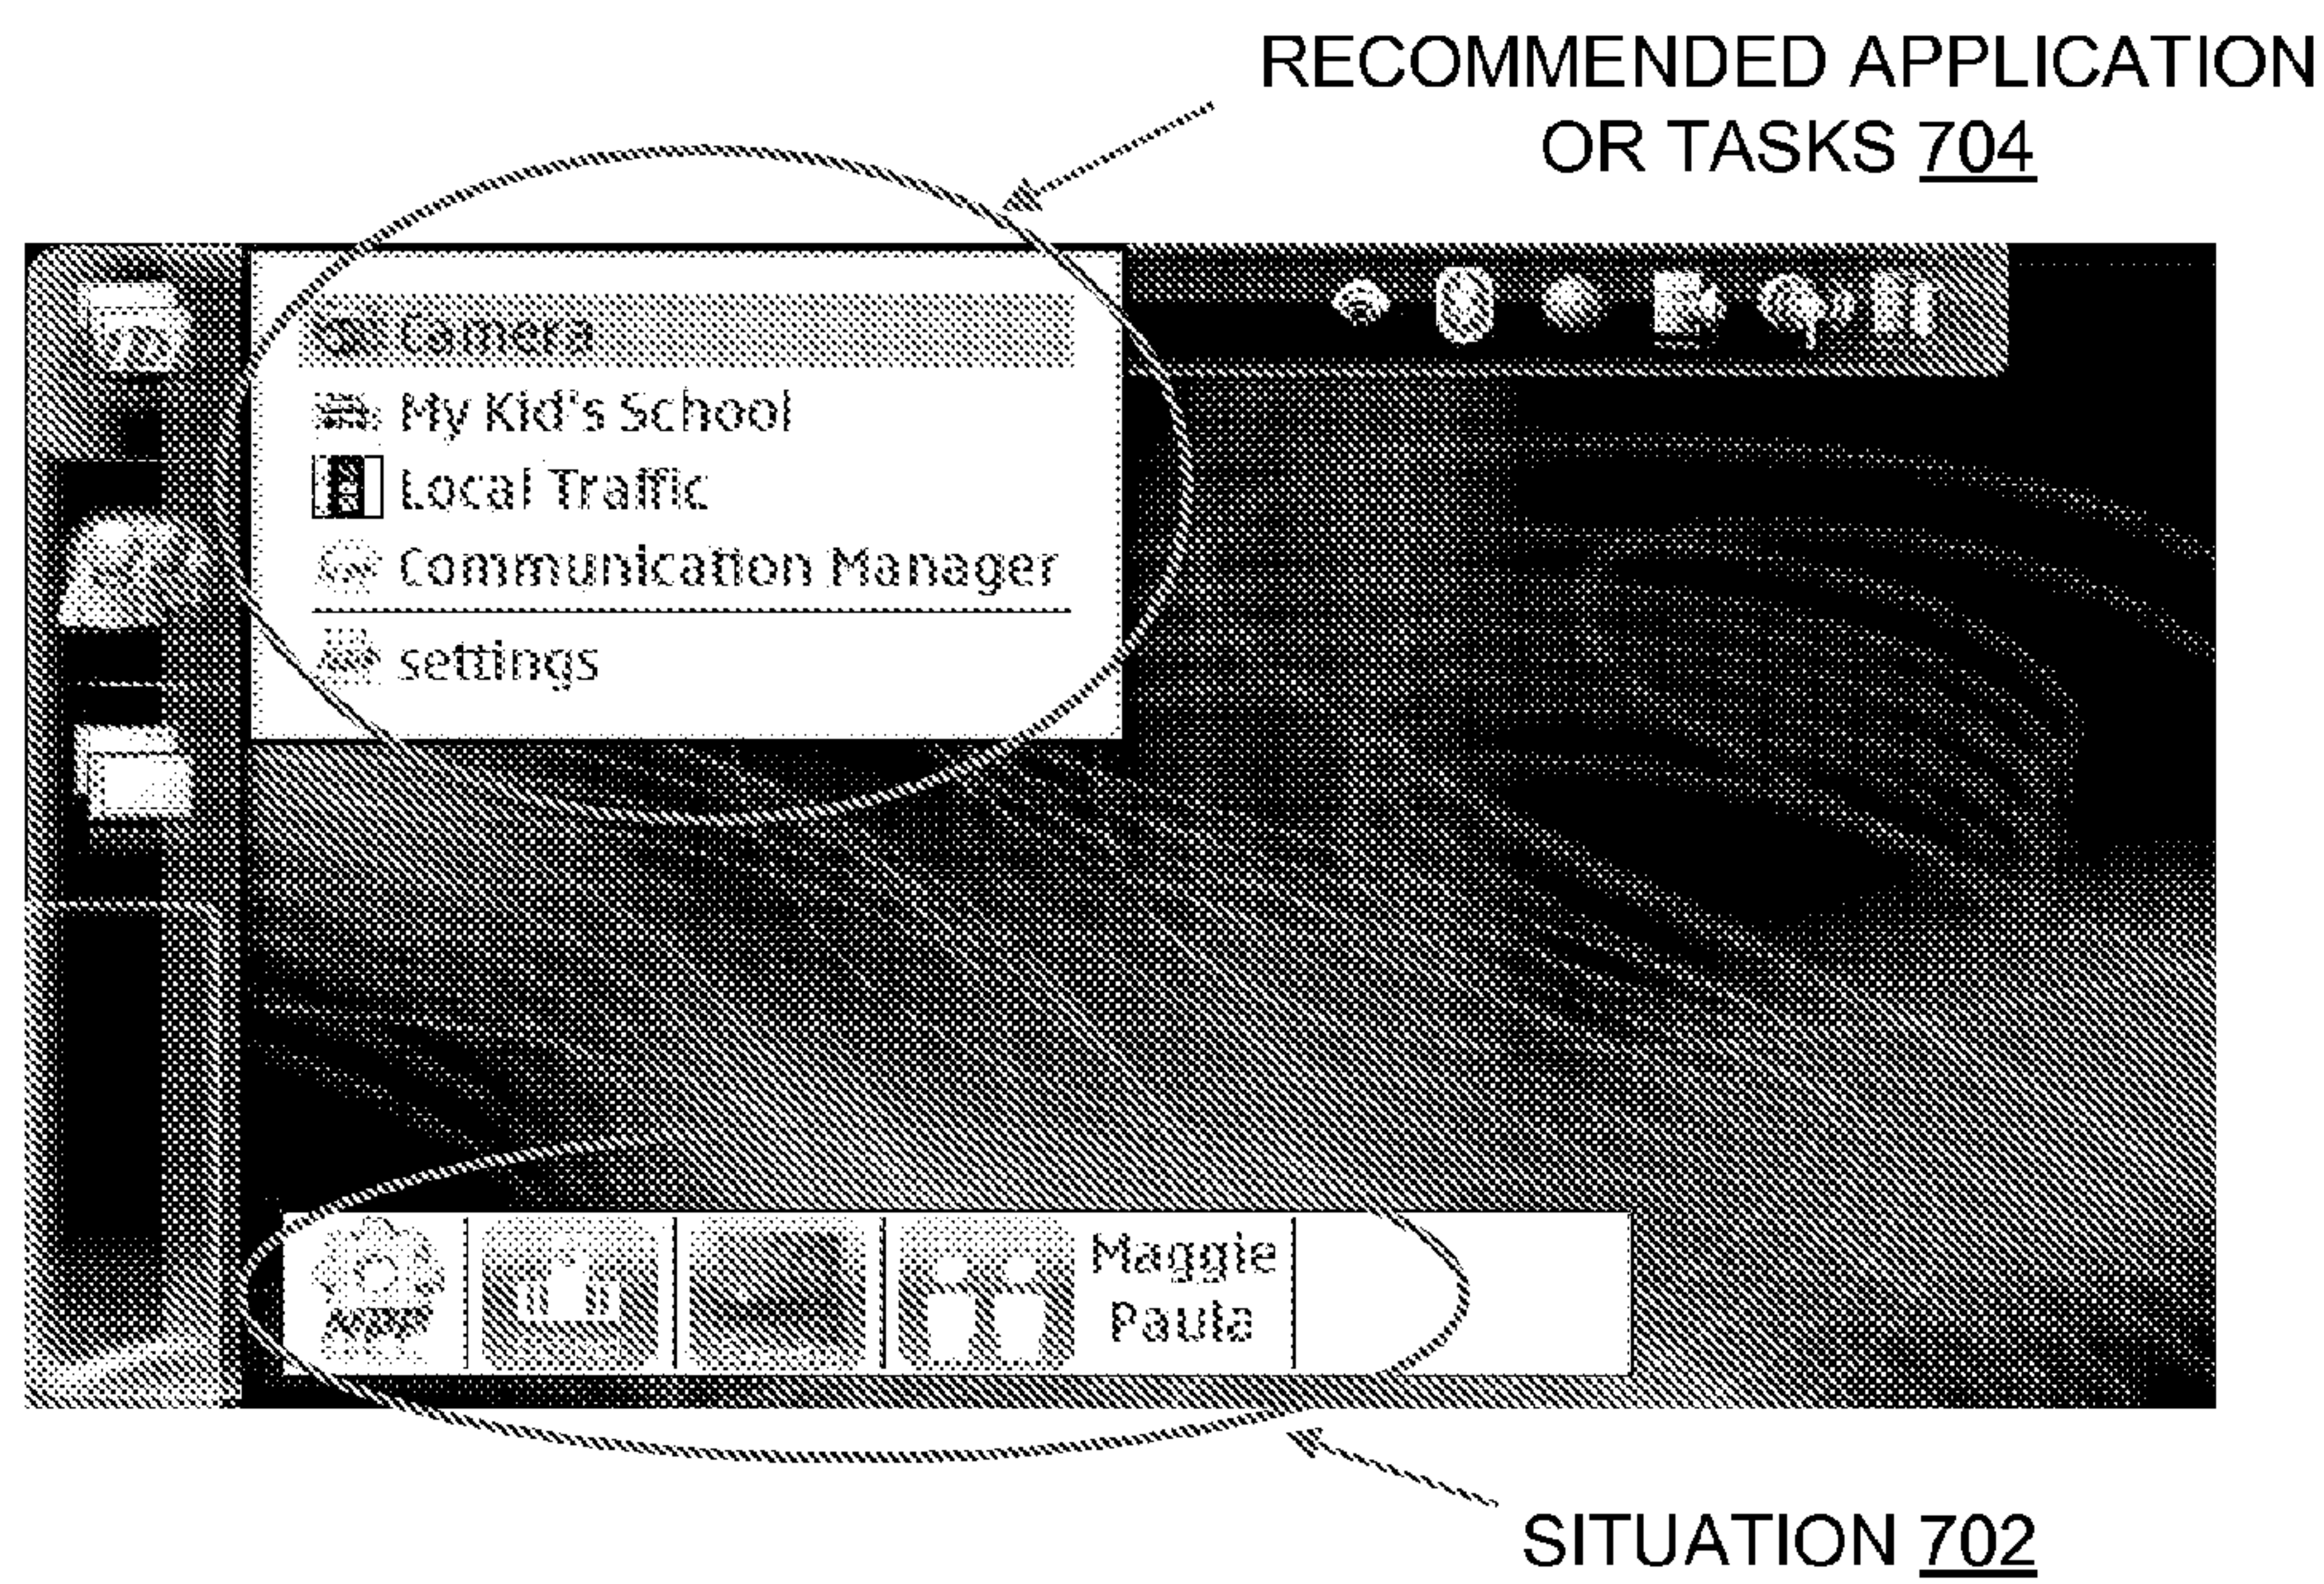 RECOMMENDED APPLICATION
OR TASKS 704
Camera
My Kid's School
Local Traffic
Communication Manager
settings
Maggie
Paula
SITUATION 702